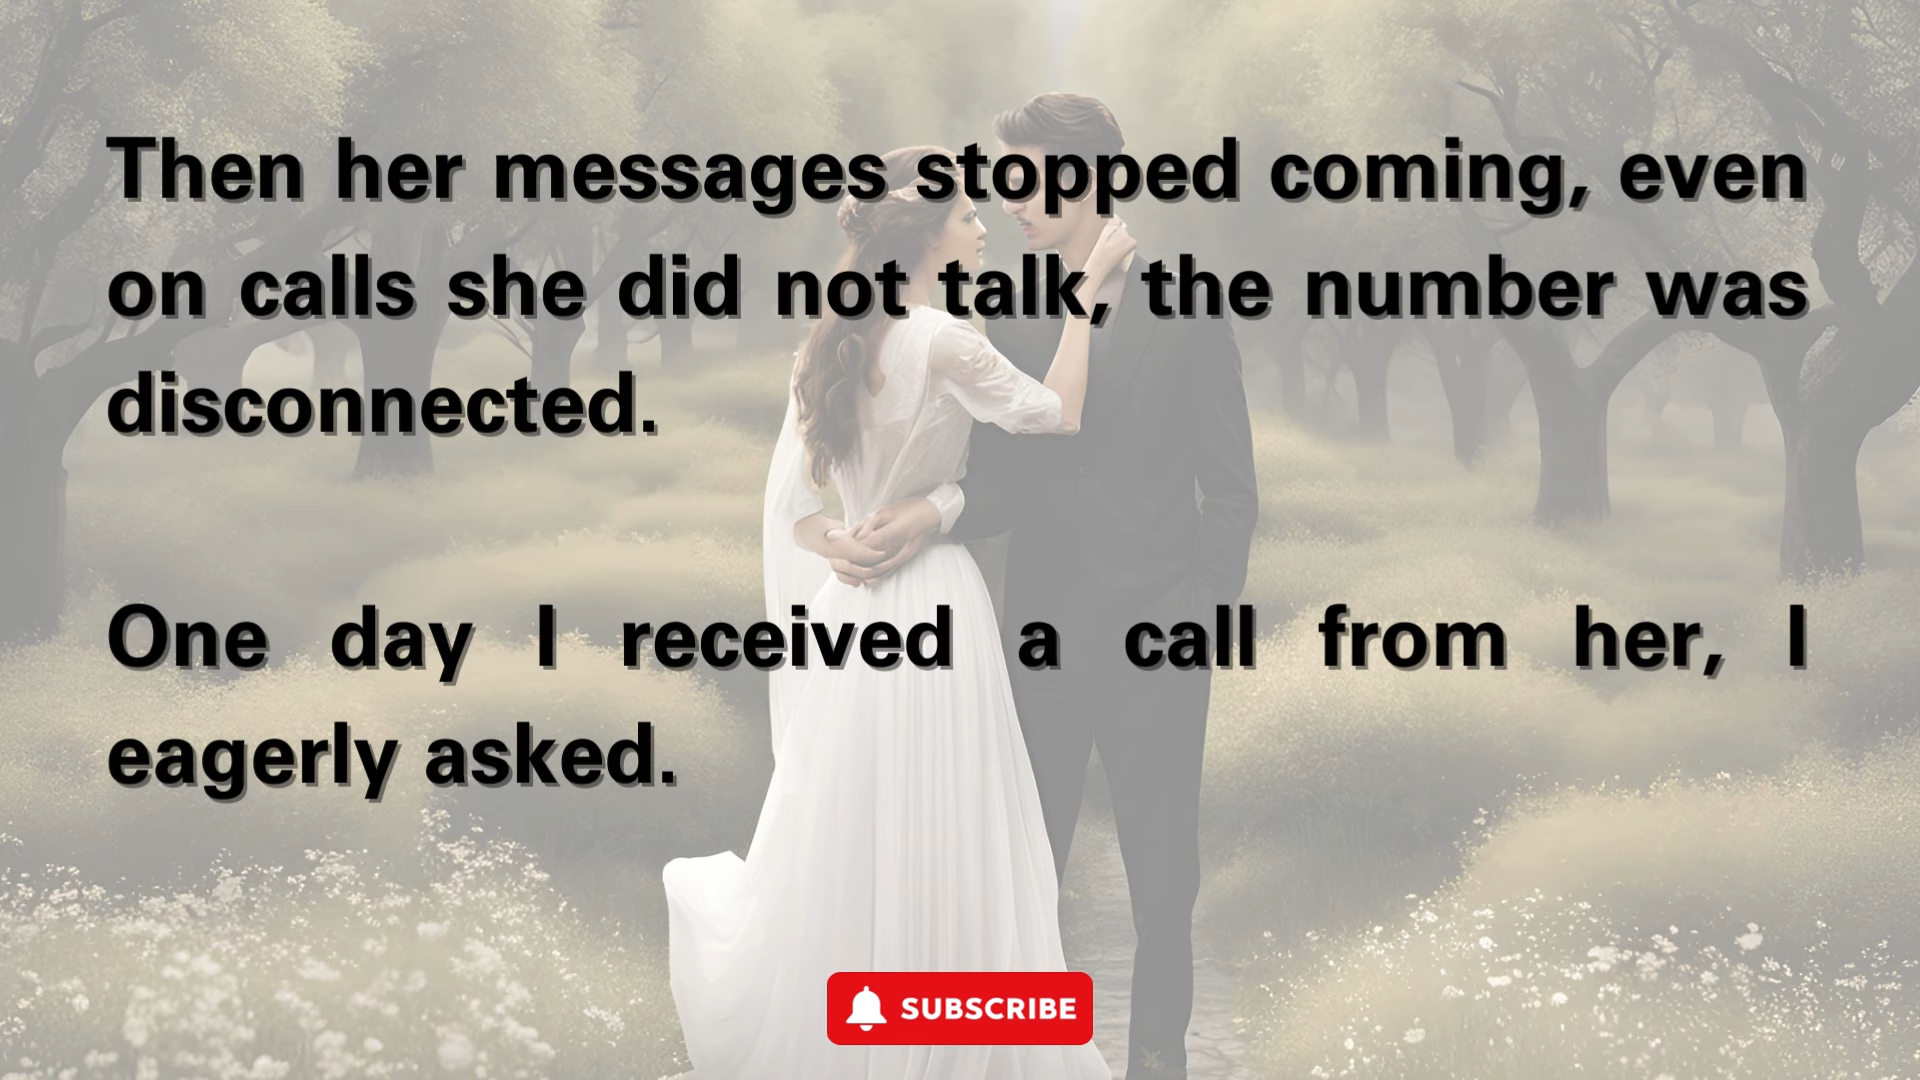 Then her messages stopped coming, even
on calls she did not talk, the number was
disconnected.
One day I received a call from her, I
eagerly asked.
SUBSCRIBE